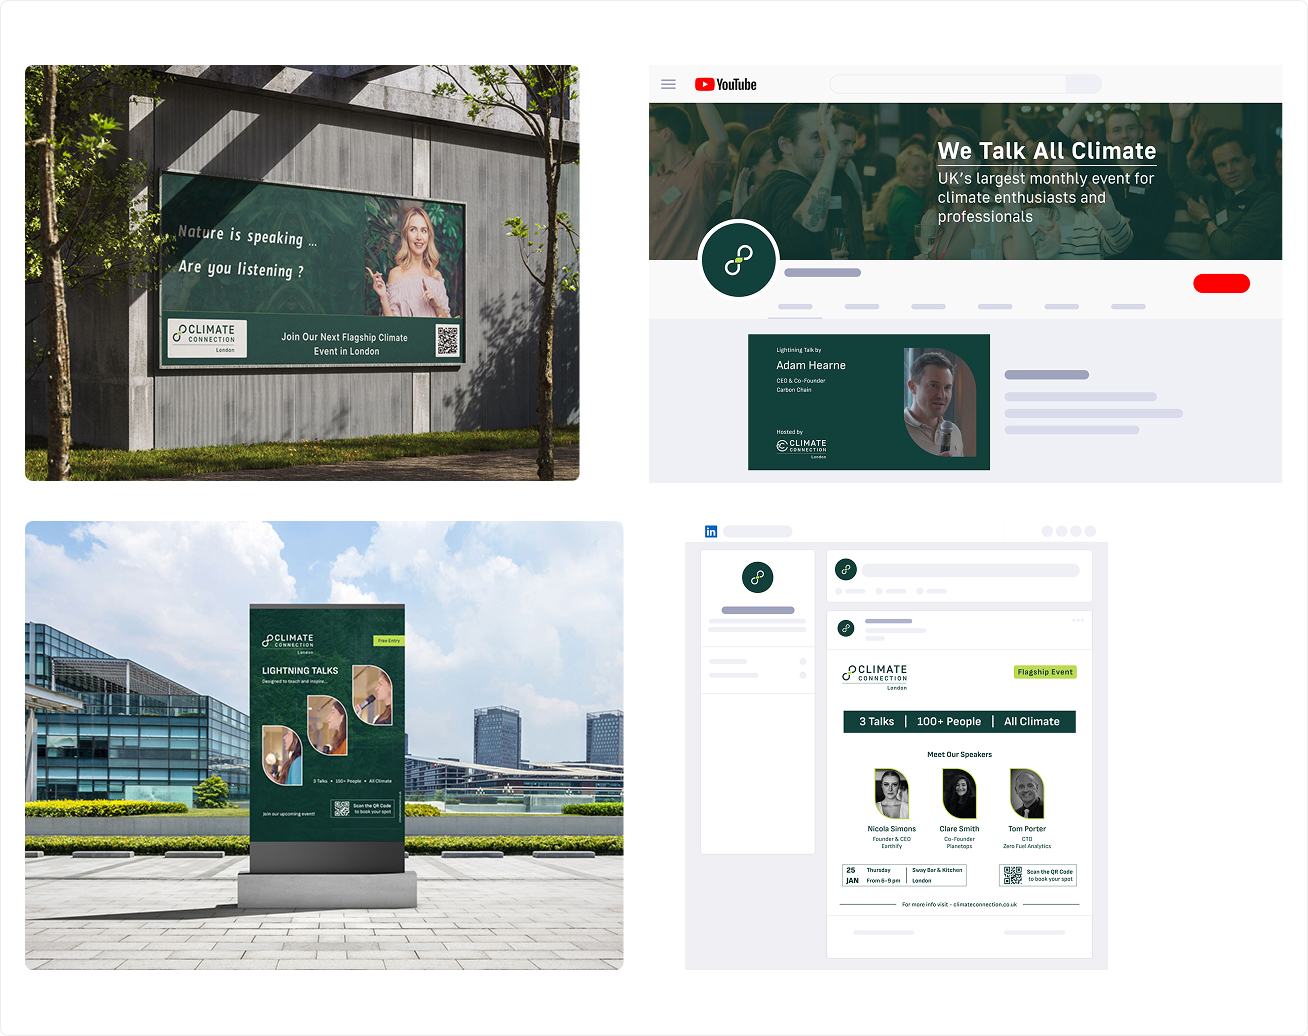 Nature is speaking ...
Are you listening ?
CLIMATE
CONNECTION
London
Join Our Next Flagship Climate
Event in London
YouTube
We Talk All Climate
UK's largest monthly event for
climate enthusiasts and
professionals
Lightining Talk by
Adam Hearne
CEO & Co-Founder
Carbon Chain
Hosted by
CLIMATE
CONNECTION
London
CLIMATE
CONNECTION
London
Free Entry
LIGHTNING TALKS
Designed to teach and inspire...
3 Talks • 100+ People • All Climate
Join our upcoming event!
Scan the QR Code
to book your spot
in
CLIMATE
CONNECTION
London
Flagship Event
3 Talks | 100+ People | All Climate
Meet Our Speakers
Nicola Simons
Founder & CEO
Earthify
Clare Smith
Co-Founder
Planetops
Tom Porter
CTO
Zero Fuel Analytics
25
JAN
Thursday
From 6-9 pm
Sway Bar & Kitchen
London
Scan the QR Code
to book your spot
For more info visit - climateconnection.co.uk